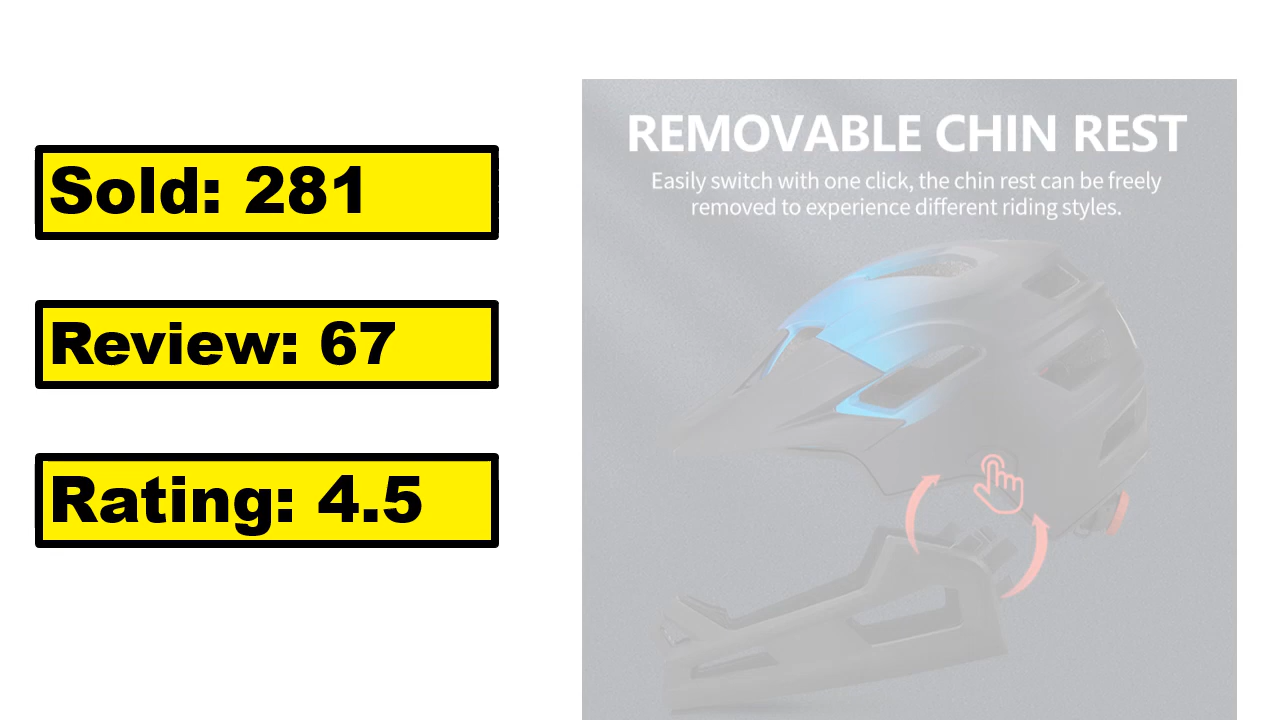 Sold: 281
Review: 67
Rating: 4.5
REMOVABLE CHIN REST
Easily switch with one click, the chin rest can be freely
removed to experience different riding styles.